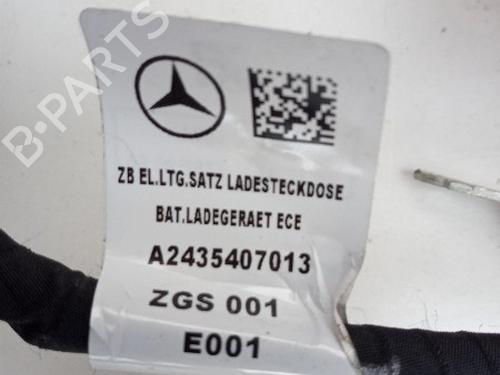 B-PARTS
ZB EL.LTG.SATZ LADESTECKDOSE
BAT.LADEGERAET ECE
A2435407013
ZGS 001
E001